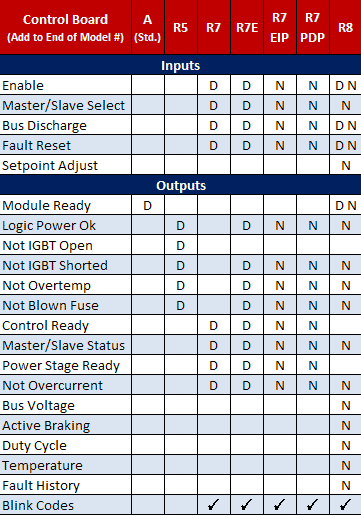 Control Board (Add to End of Model #) A (Std.) R5 R7 R7E R7 EIP R7 PDP R8
Inputs
Enable D D N N D N
Master/Slave Select D D N N N
Bus Discharge D D N N D N
Fault Reset D D N N D N
Setpoint Adjust N
Outputs
Module Ready D D N
Logic Power Ok D D N N N
Not IGBT Open D
Not IGBT Shorted D D N N N
Not Overtemp D D N N N
Not Blown Fuse D D N N N
Control Ready D D N N
Master/Slave Status D D N N N
Power Stage Ready D D N N
Not Overcurrent D D N N N
Bus Voltage N
Active Braking N
Duty Cycle N
Temperature N
Fault History N
Blink Codes ✓ ✓ ✓ ✓ ✓